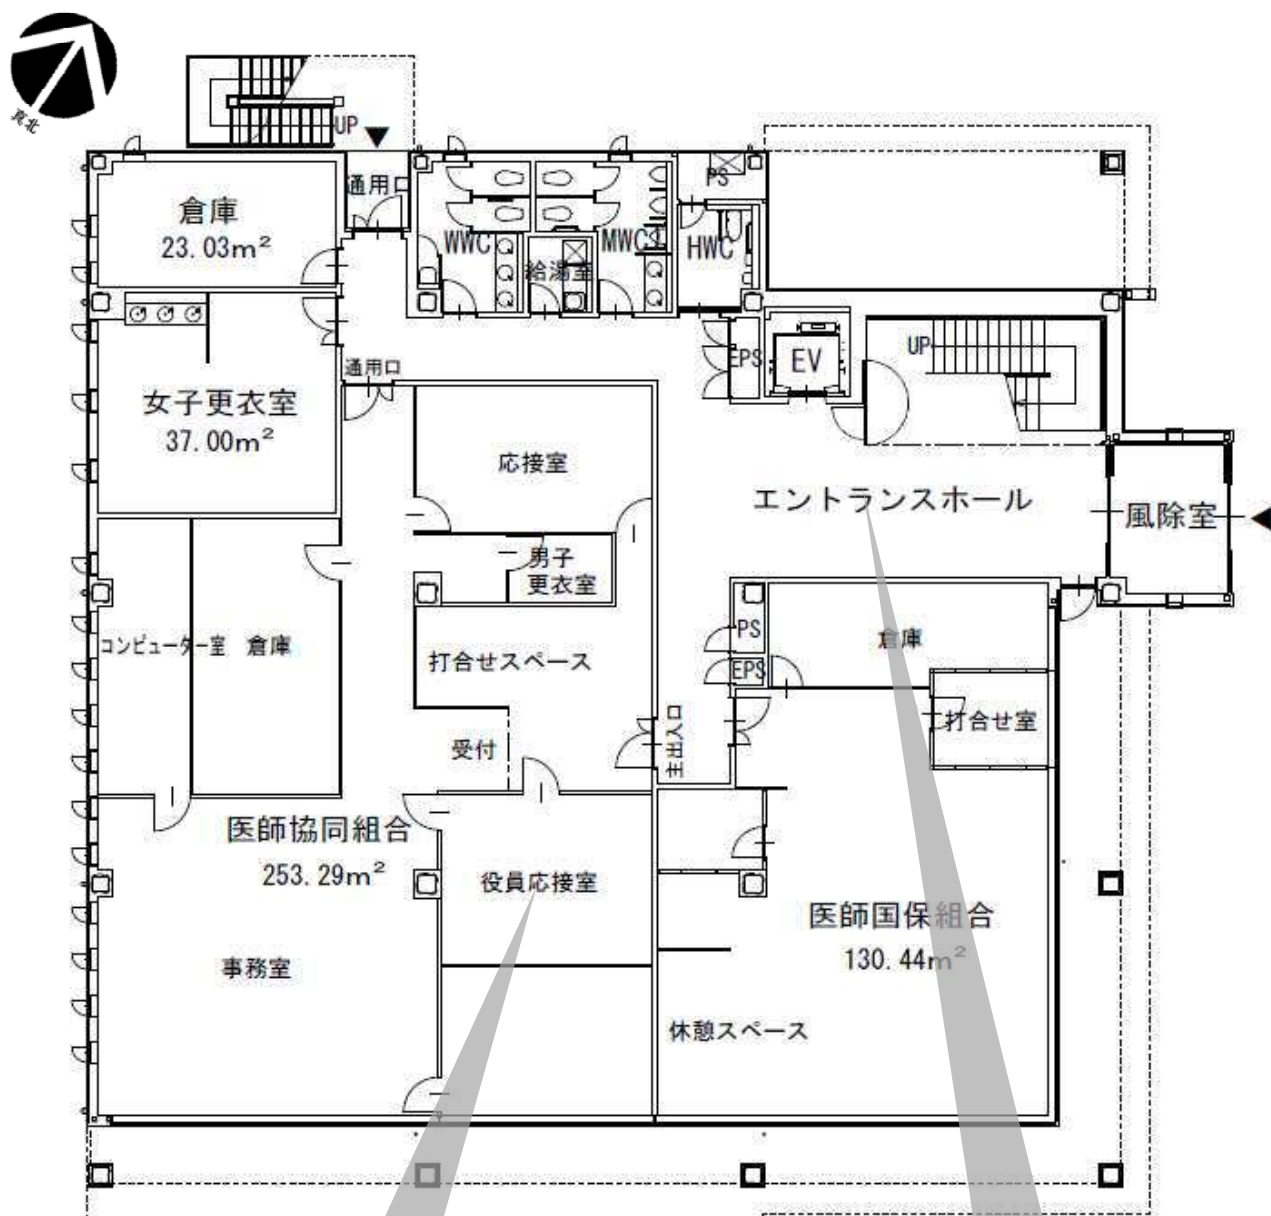 真北
UP
通用口
倉庫
23.03m²
WWC
給湯室
MWC
PS
HWC
女子更衣室
37.00m²
通用口
EPS
EV
UP
応接室
エントランスホール
風除室
男子
更衣室
コンピューター室
倉庫
打合せスペース
PS
EPS
倉庫
打合せ室
受付
主出入口
医師協同組合
253.29m²
役員応接室
医師国保組合
130.44m²
事務室
休憩スペース